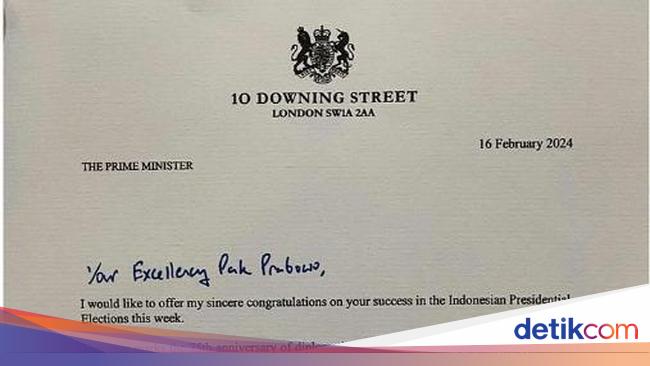 10 DOWNING STREET
LONDON SW1A 2AA
16 February 2024
THE PRIME MINISTER
Your Excellency Pak Prabowo,
I would like to offer my sincere congratulations on your success in the Indonesian Presidential
Elections this week.
75th anniversary of
detikcom